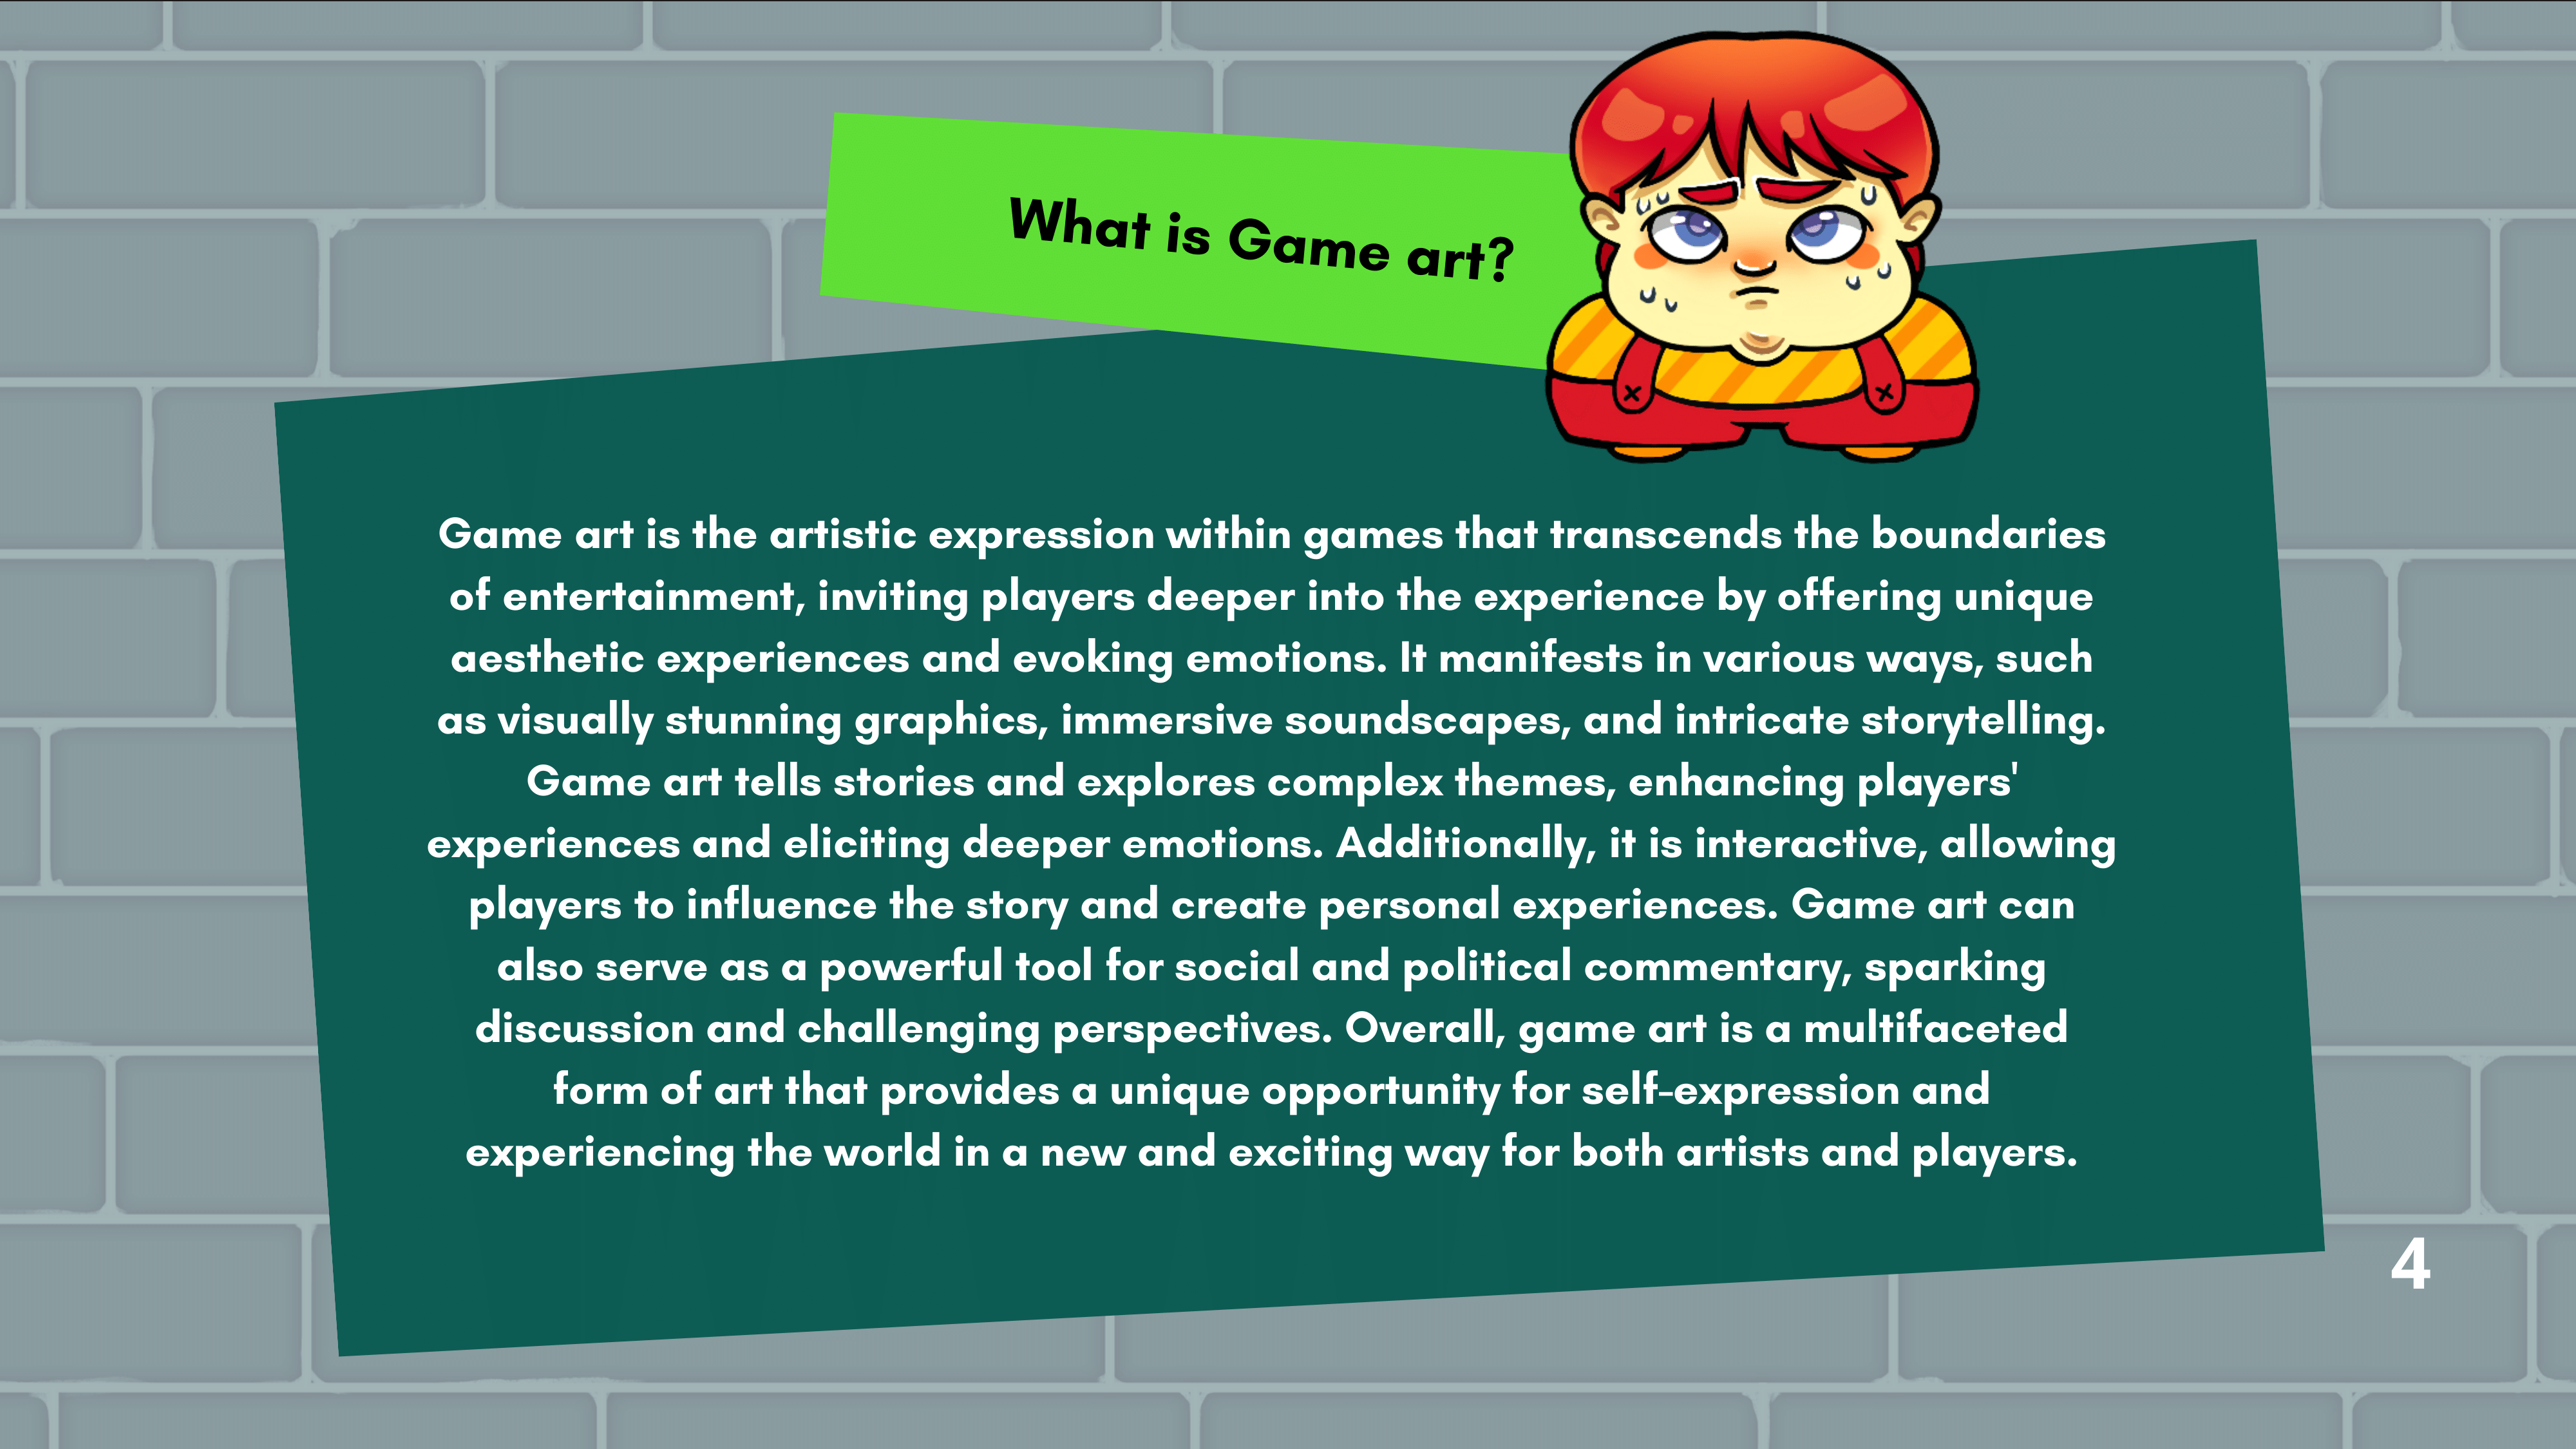 What is Game art?
Game art is the artistic expression within games that transcends the boundaries
of entertainment, inviting players deeper into the experience by offering unique
aesthetic experiences and evoking emotions. It manifests in various ways, such
as visually stunning graphics, immersive soundscapes, and intricate storytelling.
Game art tells stories and explores complex themes, enhancing players'
experiences and eliciting deeper emotions. Additionally, it is interactive, allowing
players to influence the story and create personal experiences. Game art can
also serve as a powerful tool for social and political commentary, sparking
discussion and challenging perspectives. Overall, game art is a multifaceted
form of art that provides a unique opportunity for self-expression and
experiencing the world in a new and exciting way for both artists and players.
4